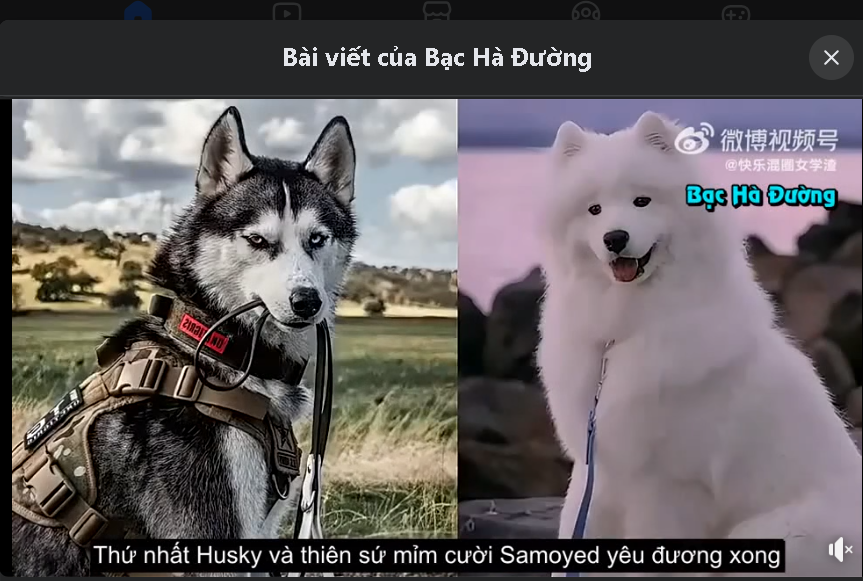 Bài viết của Bạc Hà Đường
微博视频号
@快乐混圈女学渣
Bạc Hà Đường
Thứ nhất Husky và thiên sứ mỉm cười Samoyed yêu đương xong